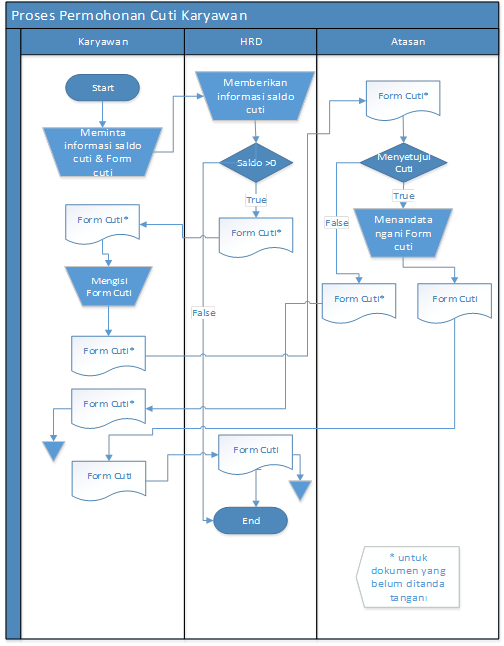 Proses Permohonan Cuti Karyawan
Karyawan
HRD
Atasan
Start
Meminta
informasi saldo
cuti & Form
cuti
Memberikan
informasi saldo
cuti
Form Cuti*
Saldo >0
Menyetujui
Cuti
True
True
False
Form Cuti*
Form Cuti*
Menandata
ngani Form
cuti
Mengisi
Form Cuti
Form Cuti*
Form Cuti
False
Form Cuti*
Form Cuti*
Form Cuti
Form Cuti
End
* untuk
dokumen yang
belum ditanda
tangani